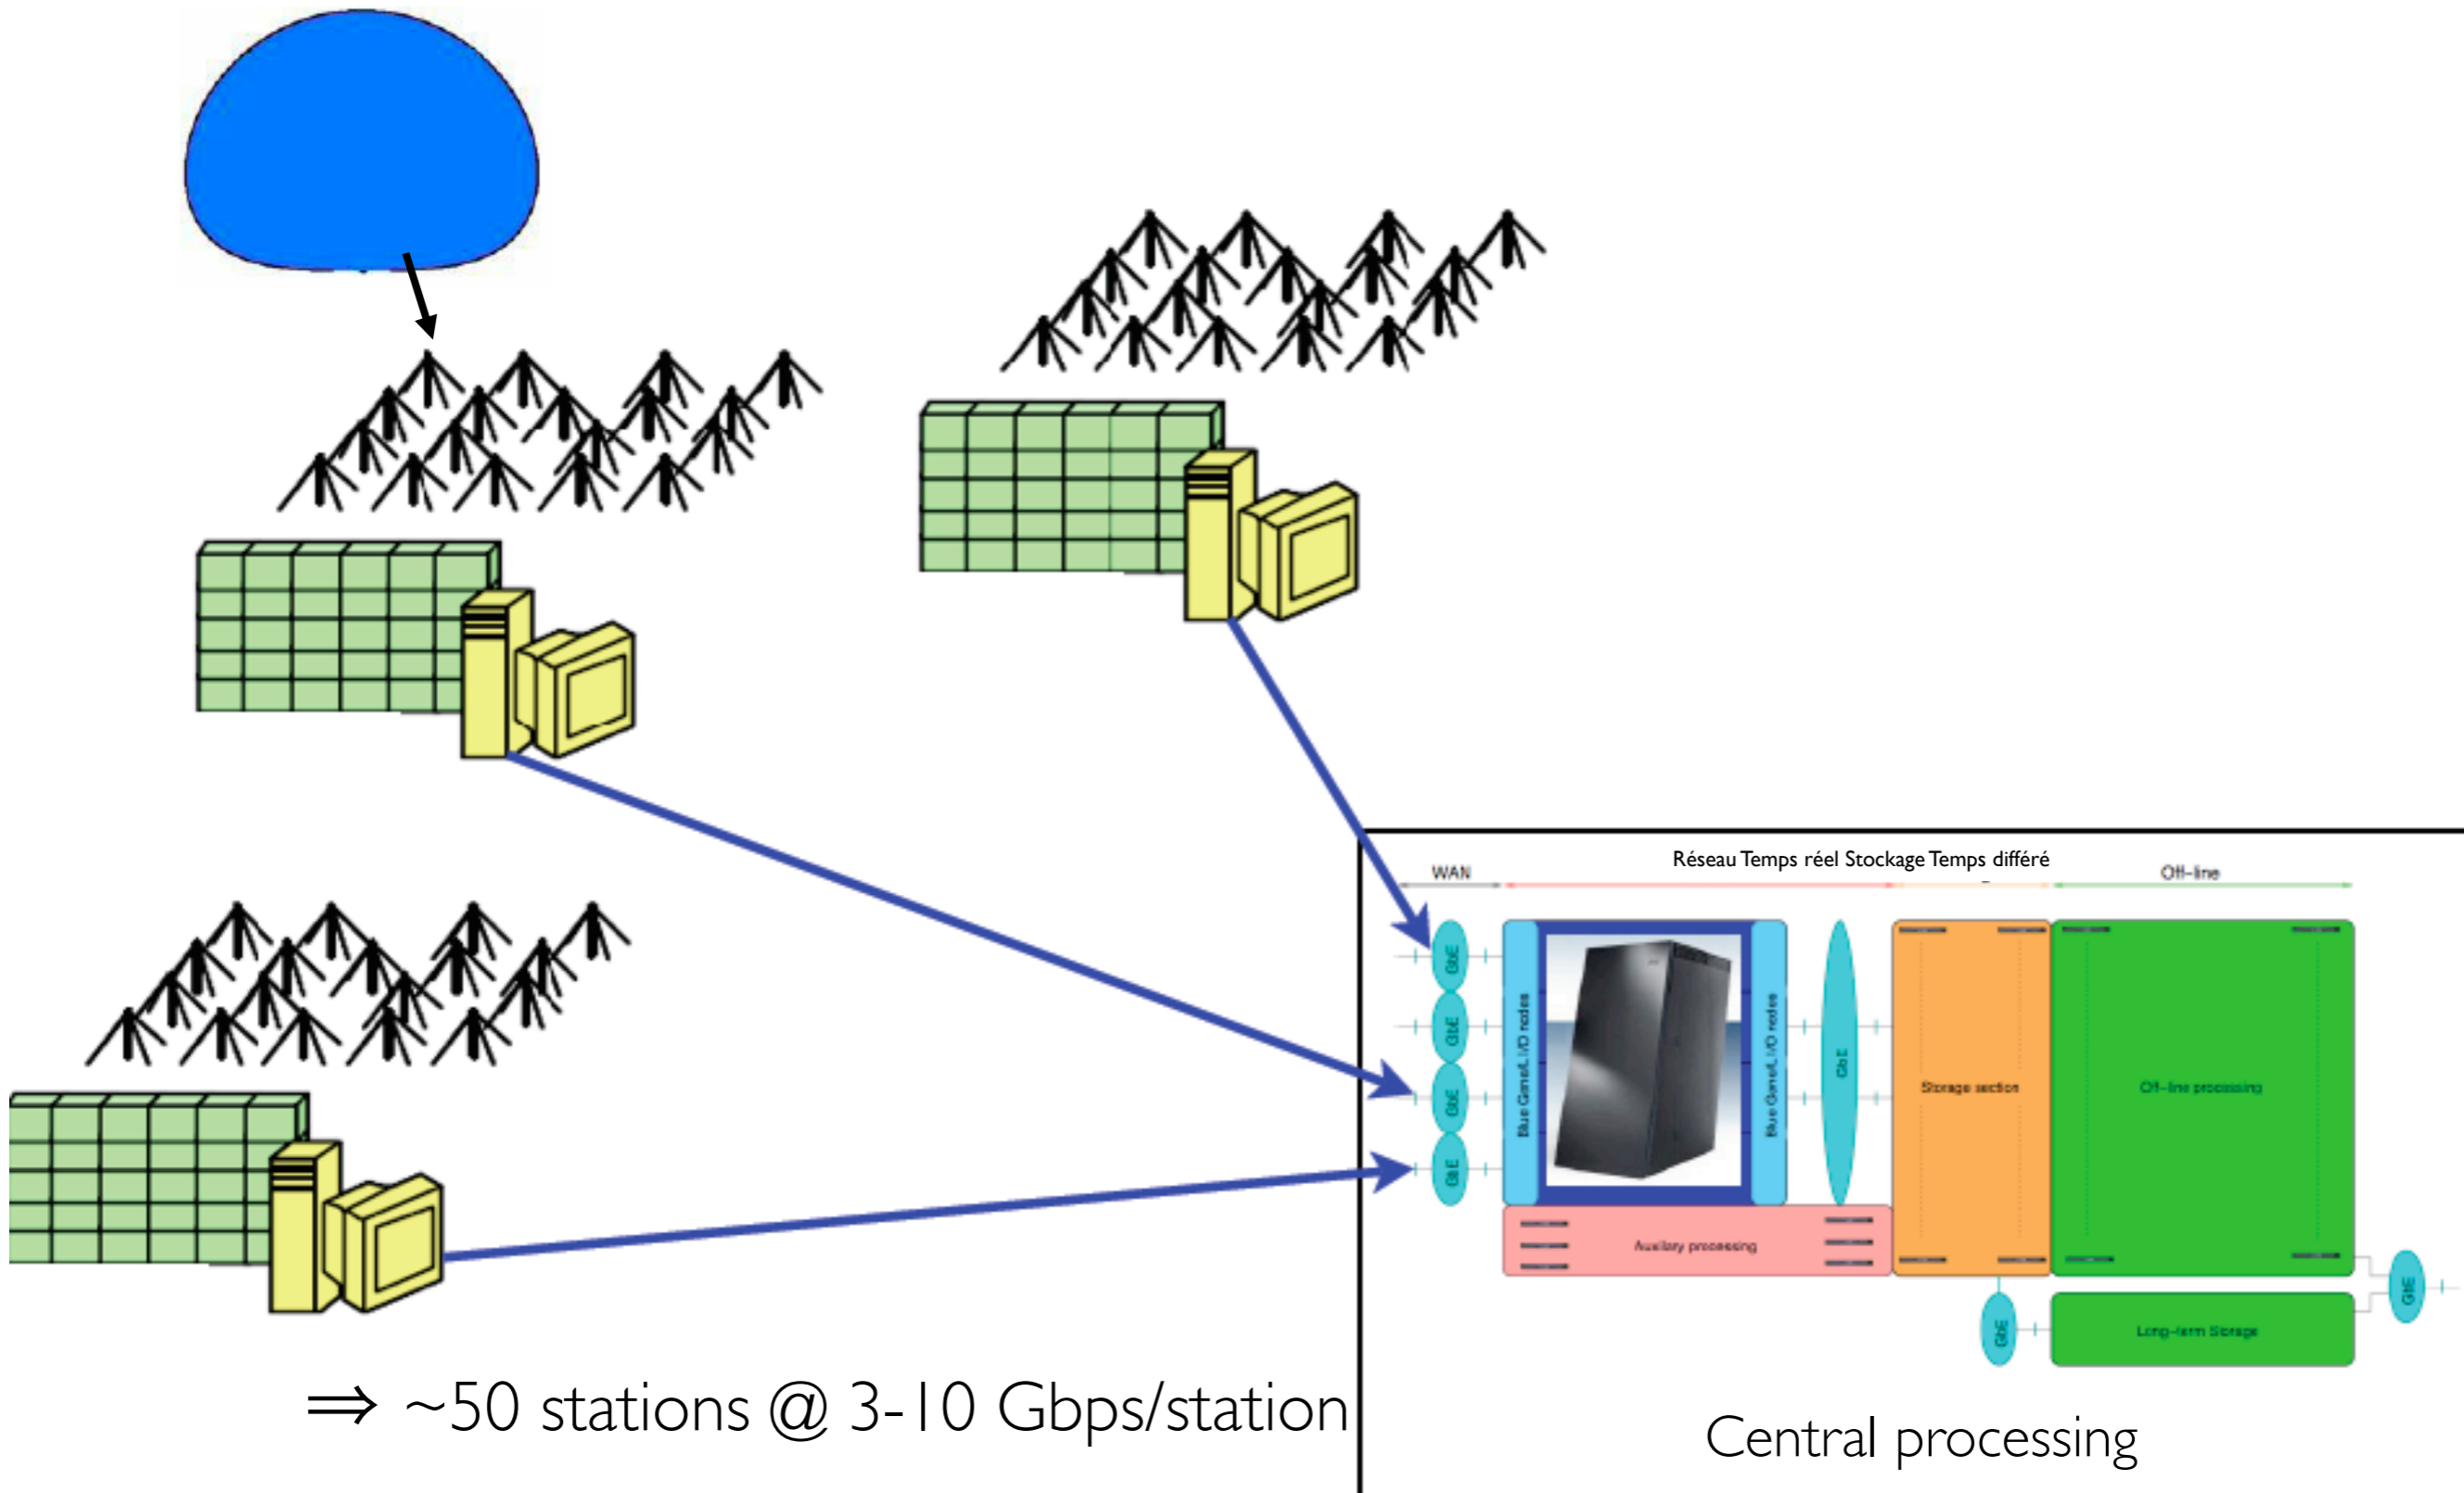 Réseau Temps réel Stockage Temps différé
WAN
Off-line
GbE
GbE
GbE
GbE
Blue Gene/L I/O nodes
Blue Gene/L I/O nodes
GbE
Storage section
Off-line processing
Auxilary processing
GbE
GbE
Long-term Storage
⇒ ~50 stations @ 3-10 Gbps/station
Central processing